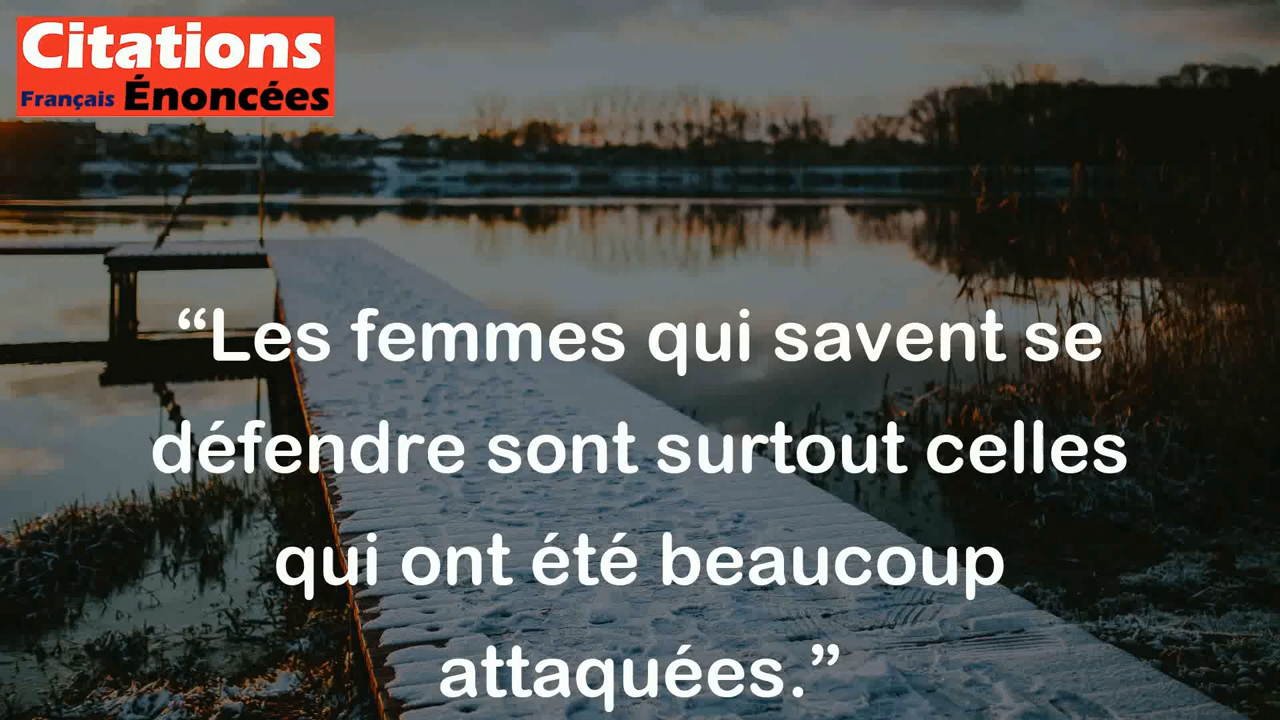 Citations
Français Énoncées
“Les femmes qui savent se
défendre sont surtout celles
qui ont été beaucoup
attaquées.”